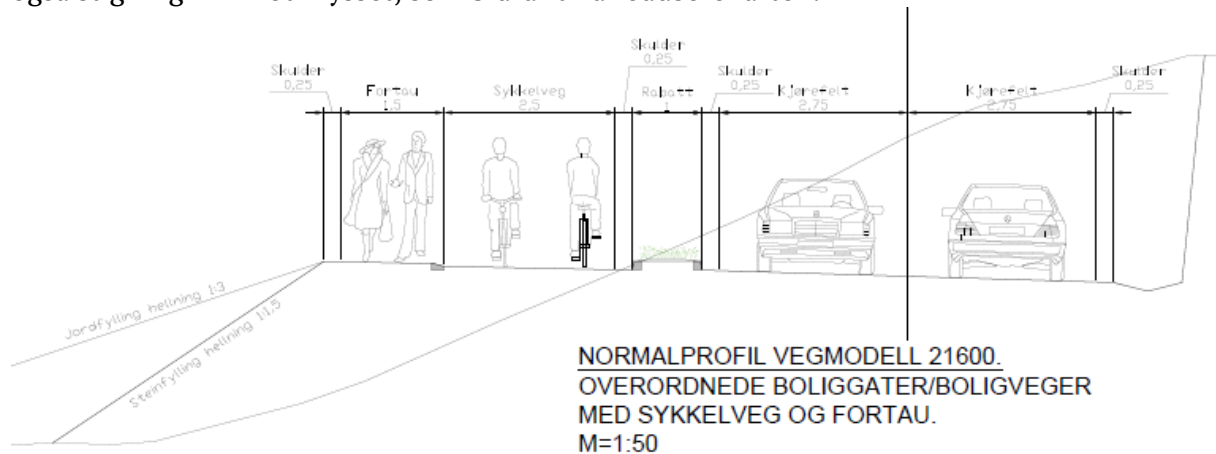 Skulder
0,25
Skulder
0,25
Fortau
1,5
Sykkelveg
2,5
Rabatt
1
Skulder
0,25
Kjørefelt
2,75
Kjørefelt
2,75
Skulder
0,25
Jordfylling hellning 1:3
Steinfylling hellning 1:1,5
NORMALPROFIL VEGMODELL 21600.
OVERORDNEDE BOLIGGATER/BOLIGVEGER
MED SYKKELVEG OG FORTAU.
M=1:50